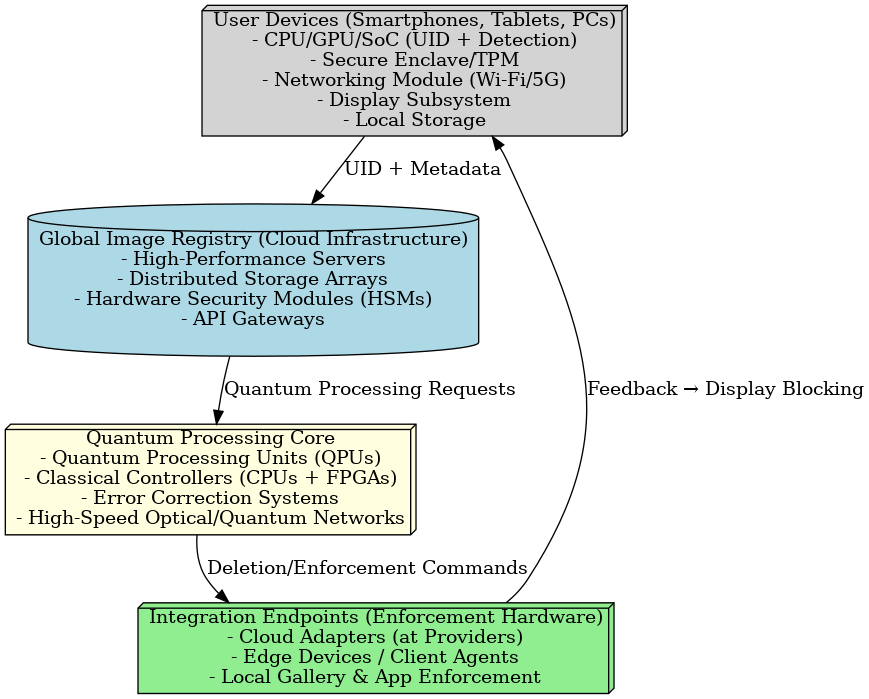 User Devices (Smartphones, Tablets, PCs)
- CPU/GPU/SoC (UID + Detection)
- Secure Enclave/TPM
- Networking Module (Wi-Fi/5G)
- Display Subsystem
- Local Storage
UID + Metadata
Global Image Registry (Cloud Infrastructure)
- High-Performance Servers
- Distributed Storage Arrays
- Hardware Security Modules (HSMs)
- API Gateways
Quantum Processing Requests
Feedback → Display Blocking
Quantum Processing Core
- Quantum Processing Units (QPUs)
- Classical Controllers (CPUs + FPGAs)
- Error Correction Systems
- High-Speed Optical/Quantum Networks
Deletion/Enforcement Commands
Integration Endpoints (Enforcement Hardware)
- Cloud Adapters (at Providers)
- Edge Devices / Client Agents
- Local Gallery & App Enforcement